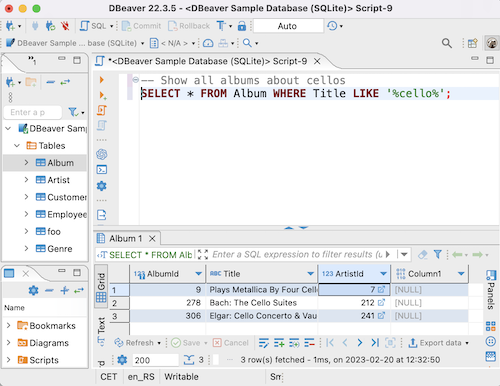 DBeaver 22.3.5 - <DBeaver Sample Database (SQLite)> Script-9
SQL Commit Rollback Auto
DBeaver Sample ... base (SQLite) < N/A >
*<DBeaver Sample Database (SQLite)> Script-9
Enter a p
DBeaver Sam
Tables
Album
Artist
Customer
Employee
foo
Genre
-- Show all albums about cellos
SELECT * FROM Album WHERE Title LIKE '%cello%';
Name
Bookmarks
Diagrams
Scripts
Album 1
SELECT * FROM Alb Enter a SQL expression to filter results (u
Grid
Text
AlbumId Title ArtistId Column1
1 9 Plays Metallica By Four Cell 7 [NULL]
2 278 Bach: The Cello Suites 212 [NULL]
3 306 Elgar: Cello Concerto & Vau 241 [NULL]
Panels
Refresh Save Cancel Export data
200 3 3 row(s) fetched - 1ms, on 2023-02-20 at 12:32:50
CET en_RS Writable